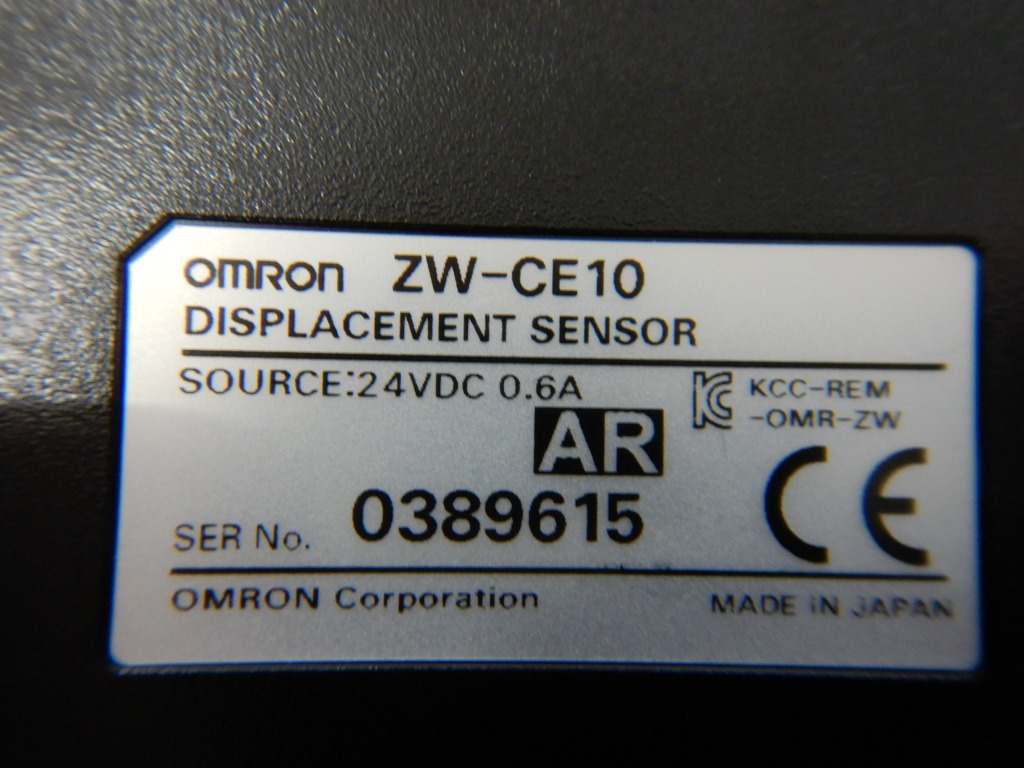 OMRON ZW-CE10
DISPLACEMENT SENSOR
SOURCE:24VDC 0.6A
KCC-REM
-OMR-ZW
AR
SER No. 0389615
CE
OMRON Corporation
MADE IN JAPAN